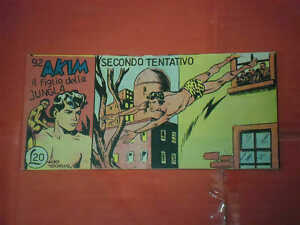 92
AKIM
il figlio della
JUNGLA
SECONDO TENTATIVO
20